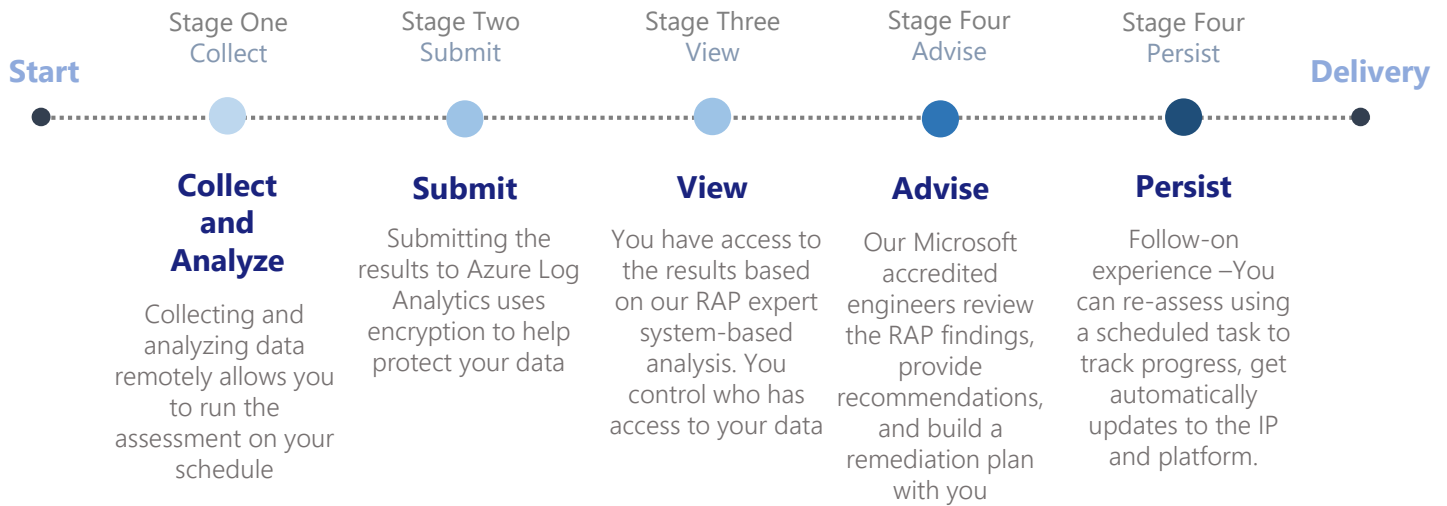 Start
Stage One
Collect
Stage Two
Submit
Stage Three
View
Stage Four
Advise
Stage Four
Persist
Delivery
Collect
and
Analyze
Collecting and
analyzing data
remotely allows you
to run the
assessment on your
schedule
Submit
Submitting the
results to Azure Log
Analytics uses
encryption to help
protect your data
View
You have access to
the results based
on our RAP expert
system-based
analysis. You
control who has
access to your data
Advise
Our Microsoft
accredited
engineers review
the RAP findings,
provide
recommendations,
and build a
remediation plan
with you
Persist
Follow-on
experience –You
can re-assess using
a scheduled task to
track progress, get
automatically
updates to the IP
and platform.